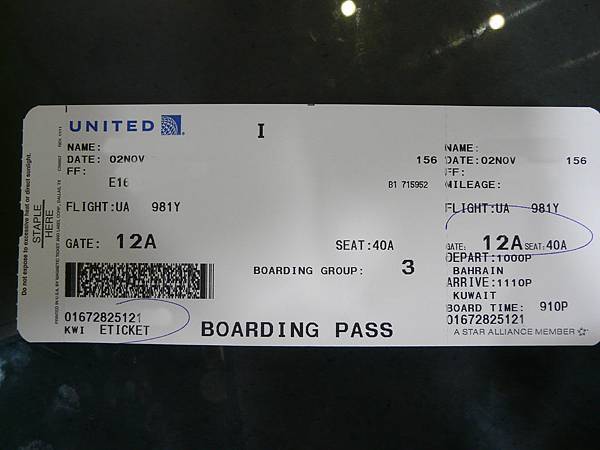 UNITED
I
NAME:
DATE: 02NOV 156
FF:
E16
B1 715952
FLIGHT:UA 981Y
GATE: 12A SEAT:40A
BOARDING GROUP: 3
01672825121
KWI ETICKET
BOARDING PASS
NAME:
DATE:02NOV 156
FF:
MILEAGE:
FLIGHT:UA 981Y
GATE: 12A SEAT:40A
DEPART:1000P
BAHRAIN
ARRIVE:1110P
KUWAIT
BOARD TIME: 910P
01672825121
A STAR ALLIANCE MEMBER
Do not expose to excessive heat or direct sunlight.
STAPLE
HERE